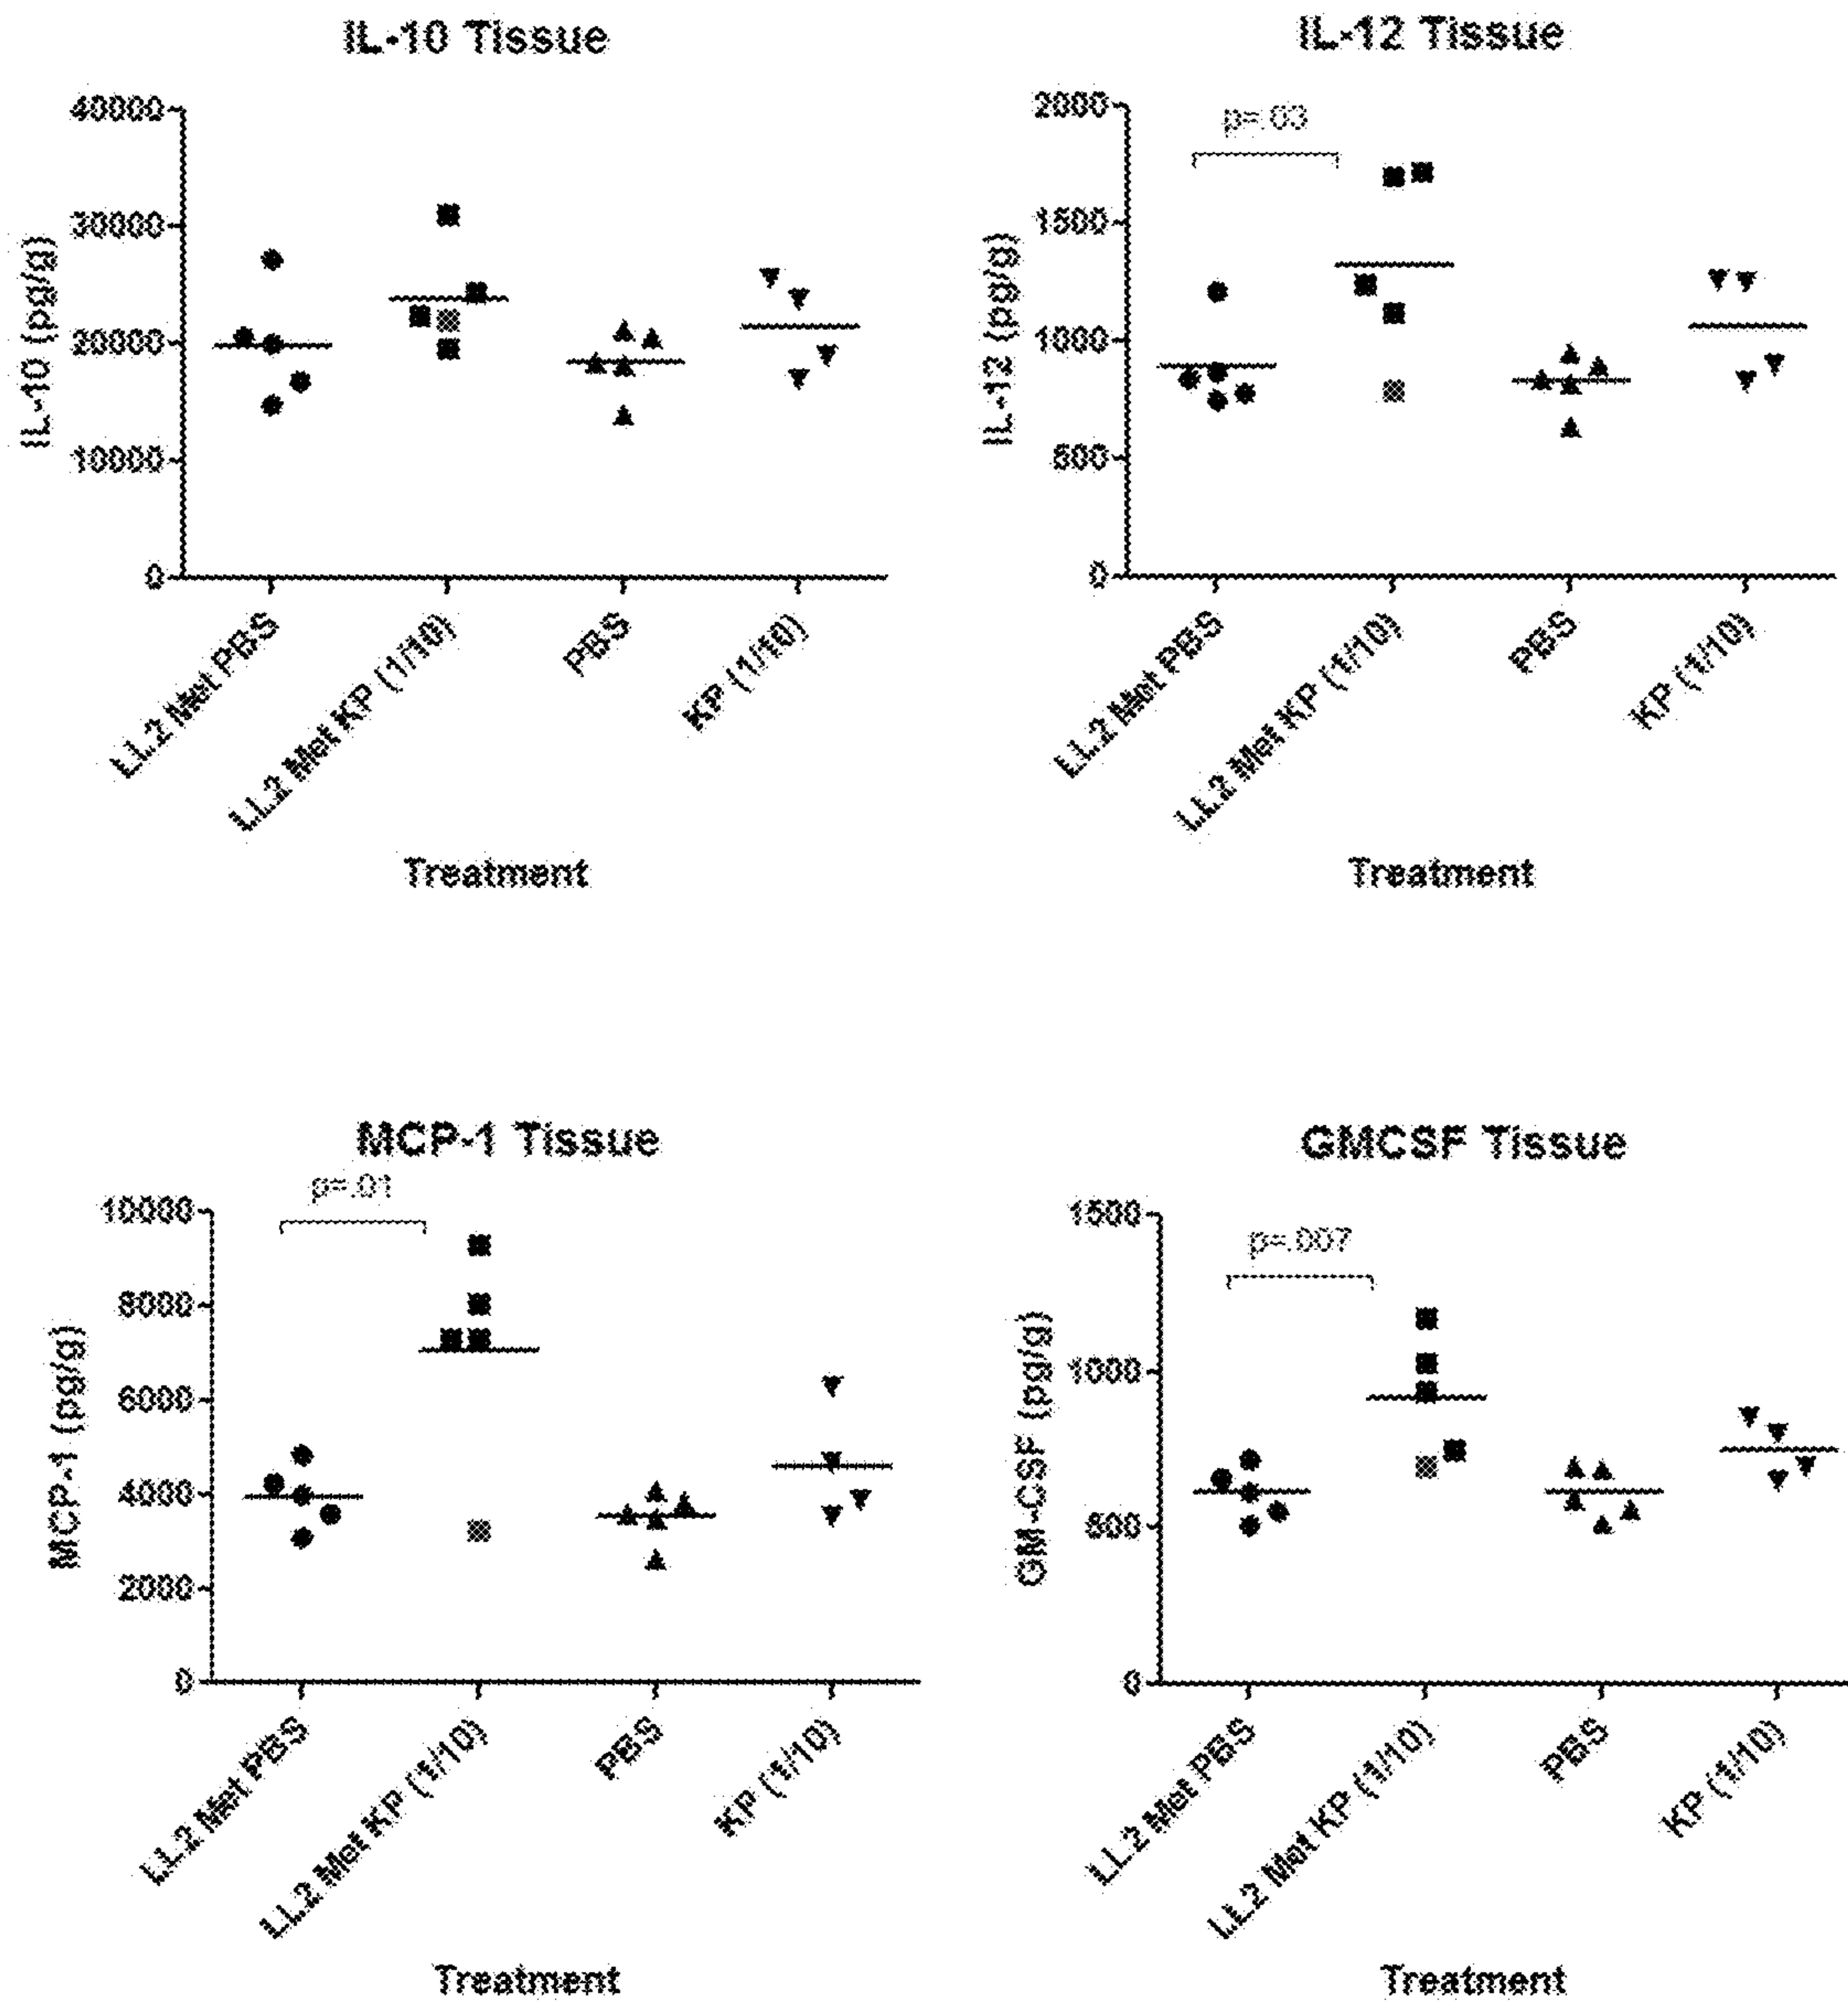 IL-10 Tissue
IL-10 (pg/g)
40000
30000
20000
10000
0
LL2 Met PBS
LL2 Met KP (1/10)
PBS
KP (1/10)
Treatment
IL-12 Tissue
p=.03
IL-12 (pg/g)
2000
1500
1000
500
0
LL2 Met PBS
LL2 Met KP (1/10)
PBS
KP (1/10)
Treatment
MCP-1 Tissue
p=.01
MCP-1 (pg/g)
10000
8000
6000
4000
2000
0
LL2 Met PBS
LL2 Met KP (1/10)
PBS
KP (1/10)
Treatment
GMCSF Tissue
p=.007
GM-CSF (pg/g)
1500
1000
500
0
LL2 Met PBS
LL2 Met KP (1/10)
PBS
KP (1/10)
Treatment